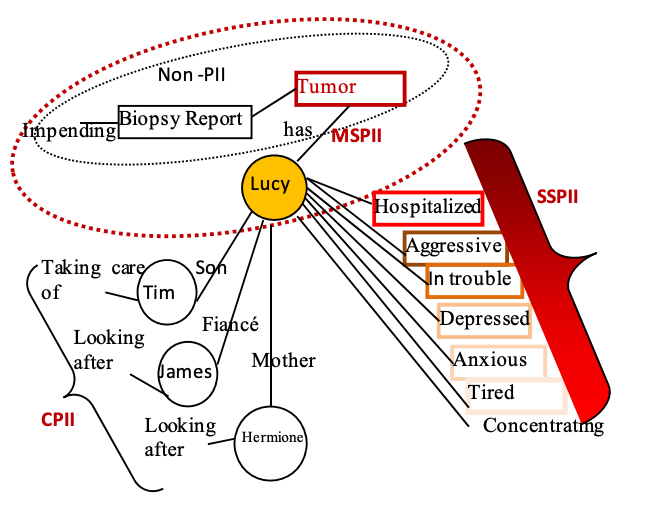 Non -PII
Tumor
Impending
Biopsy Report
has
MSPII
Lucy
SSPII
Hospitalized
Aggressive
In trouble
Depressed
Anxious
Tired
Concentrating
Taking care
of
Tim
Son
Fiancé
Looking
after
James
Mother
CPII
Looking
after
Hermione